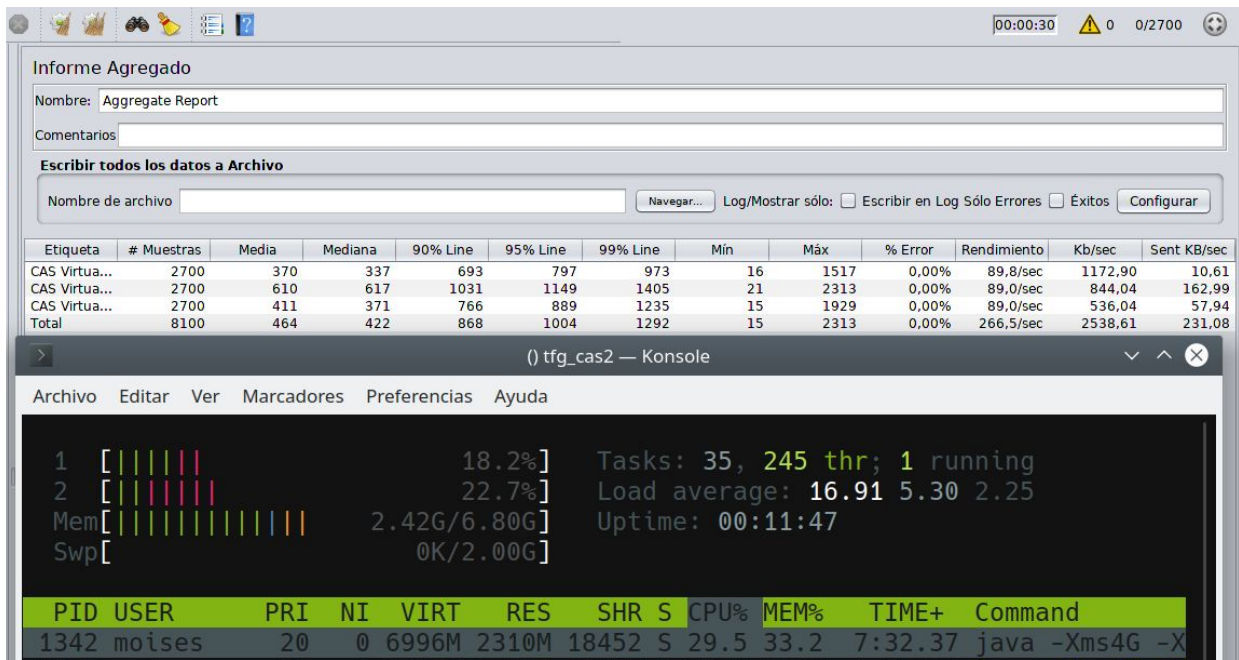 00:00:30 0 0/2700
Informe Agregado
Nombre: Aggregate Report
Comentarios
Escribir todos los datos a Archivo
Nombre de archivo Navegar... Log/Mostrar sólo: Escribir en Log Sólo Errores Éxitos Configurar
Etiqueta # Muestras Media Mediana 90% Line 95% Line 99% Line Mín Máx % Error Rendimiento Kb/sec Sent KB/sec
CAS Virtua... 2700 370 337 693 797 973 16 1517 0,00% 89,8/sec 1172,90 10,61
CAS Virtua... 2700 610 617 1031 1149 1405 21 2313 0,00% 89,0/sec 844,04 162,99
CAS Virtua... 2700 411 371 766 889 1235 15 1929 0,00% 89,0/sec 536,04 57,94
Total 8100 464 422 868 1004 1292 15 2313 0,00% 266,5/sec 2538,61 231,08
() tfg_cas2 — Konsole
Archivo Editar Ver Marcadores Preferencias Ayuda
1 [|||||| 18.2%] Tasks: 35, 245 thr; 1 running
2 [||||||| 22.7%] Load average: 16.91 5.30 2.25
Mem[|||||||||||||| 2.42G/6.80G] Uptime: 00:11:47
Swp[ 0K/2.00G]
PID USER PRI NI VIRT RES SHR S CPU% MEM% TIME+ Command
1342 moises 20 0 6996M 2310M 18452 S 29.5 33.2 7:32.37 java -Xms4G -X